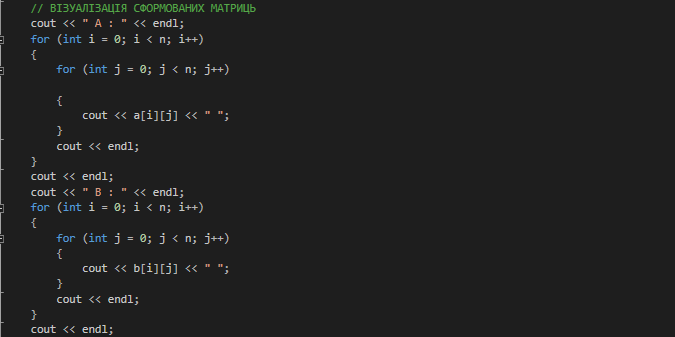 // ВІЗУАЛІЗАЦІЯ СФОРМОВАНИХ МАТРИЦЬ
cout << " A : " << endl;
for (int i = 0; i < n; i++)
{
for (int j = 0; j < n; j++)
{
cout << a[i][j] << " ";
}
cout << endl;
}
cout << endl;
cout << " B : " << endl;
for (int i = 0; i < n; i++)
{
for (int j = 0; j < n; j++)
{
cout << b[i][j] << " ";
}
cout << endl;
}
cout << endl;